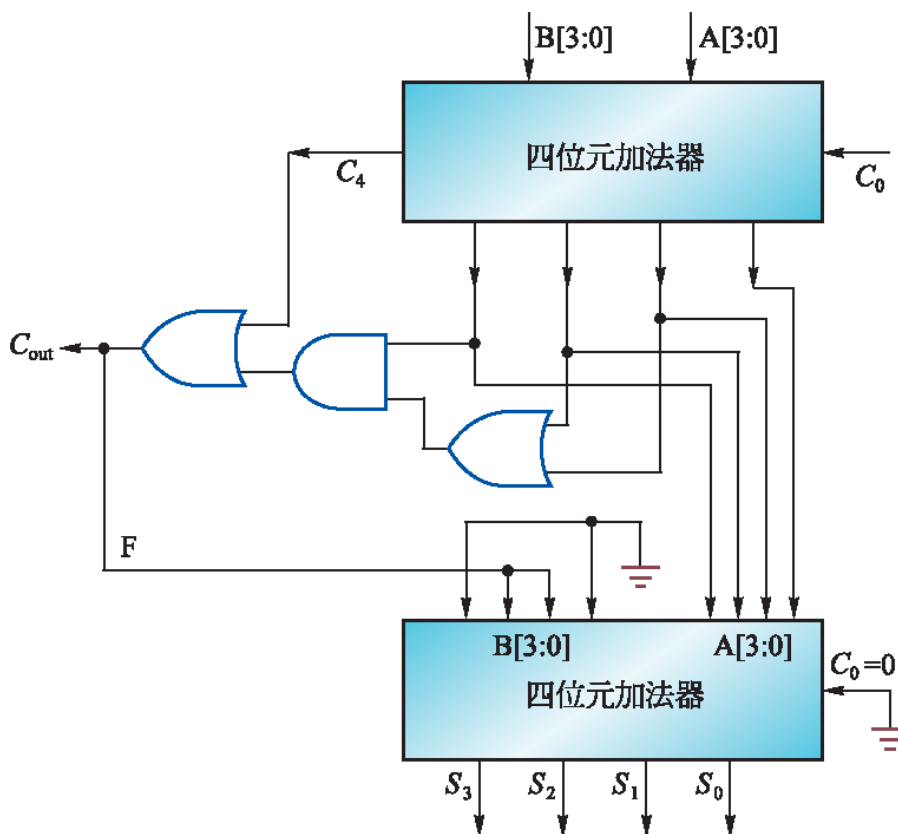 B[3:0]
A[3:0]
四位元加法器
C₄
C₀
Cₒᵤₜ
F
B[3:0]
A[3:0]
C₀=0
四位元加法器
S₃
S₂
S₁
S₀